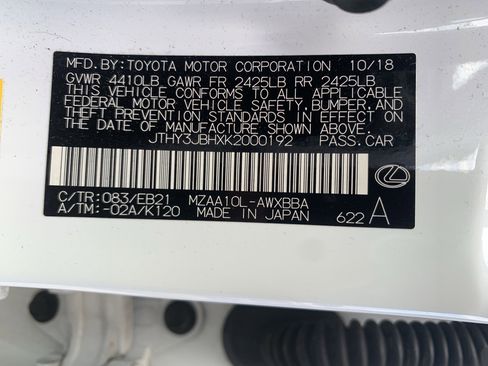 MFD. BY: TOYOTA MOTOR CORPORATION 10/18
GVWR 4410LB GAWR FR 2425LB RR 2425LB
THIS VEHICLE CONFORMS TO ALL APPLICABLE
FEDERAL MOTOR VEHICLE SAFETY, BUMPER, AND
THEFT PREVENTION STANDARDS IN EFFECT ON
THE DATE OF MANUFACTURE SHOWN ABOVE.
JTHY3JBHXK2000192 PASS. CAR
C/TR: 083/EB21 MZAA10L-AWXBBA
A/TM: -02A/K120 MADE IN JAPAN 622 A